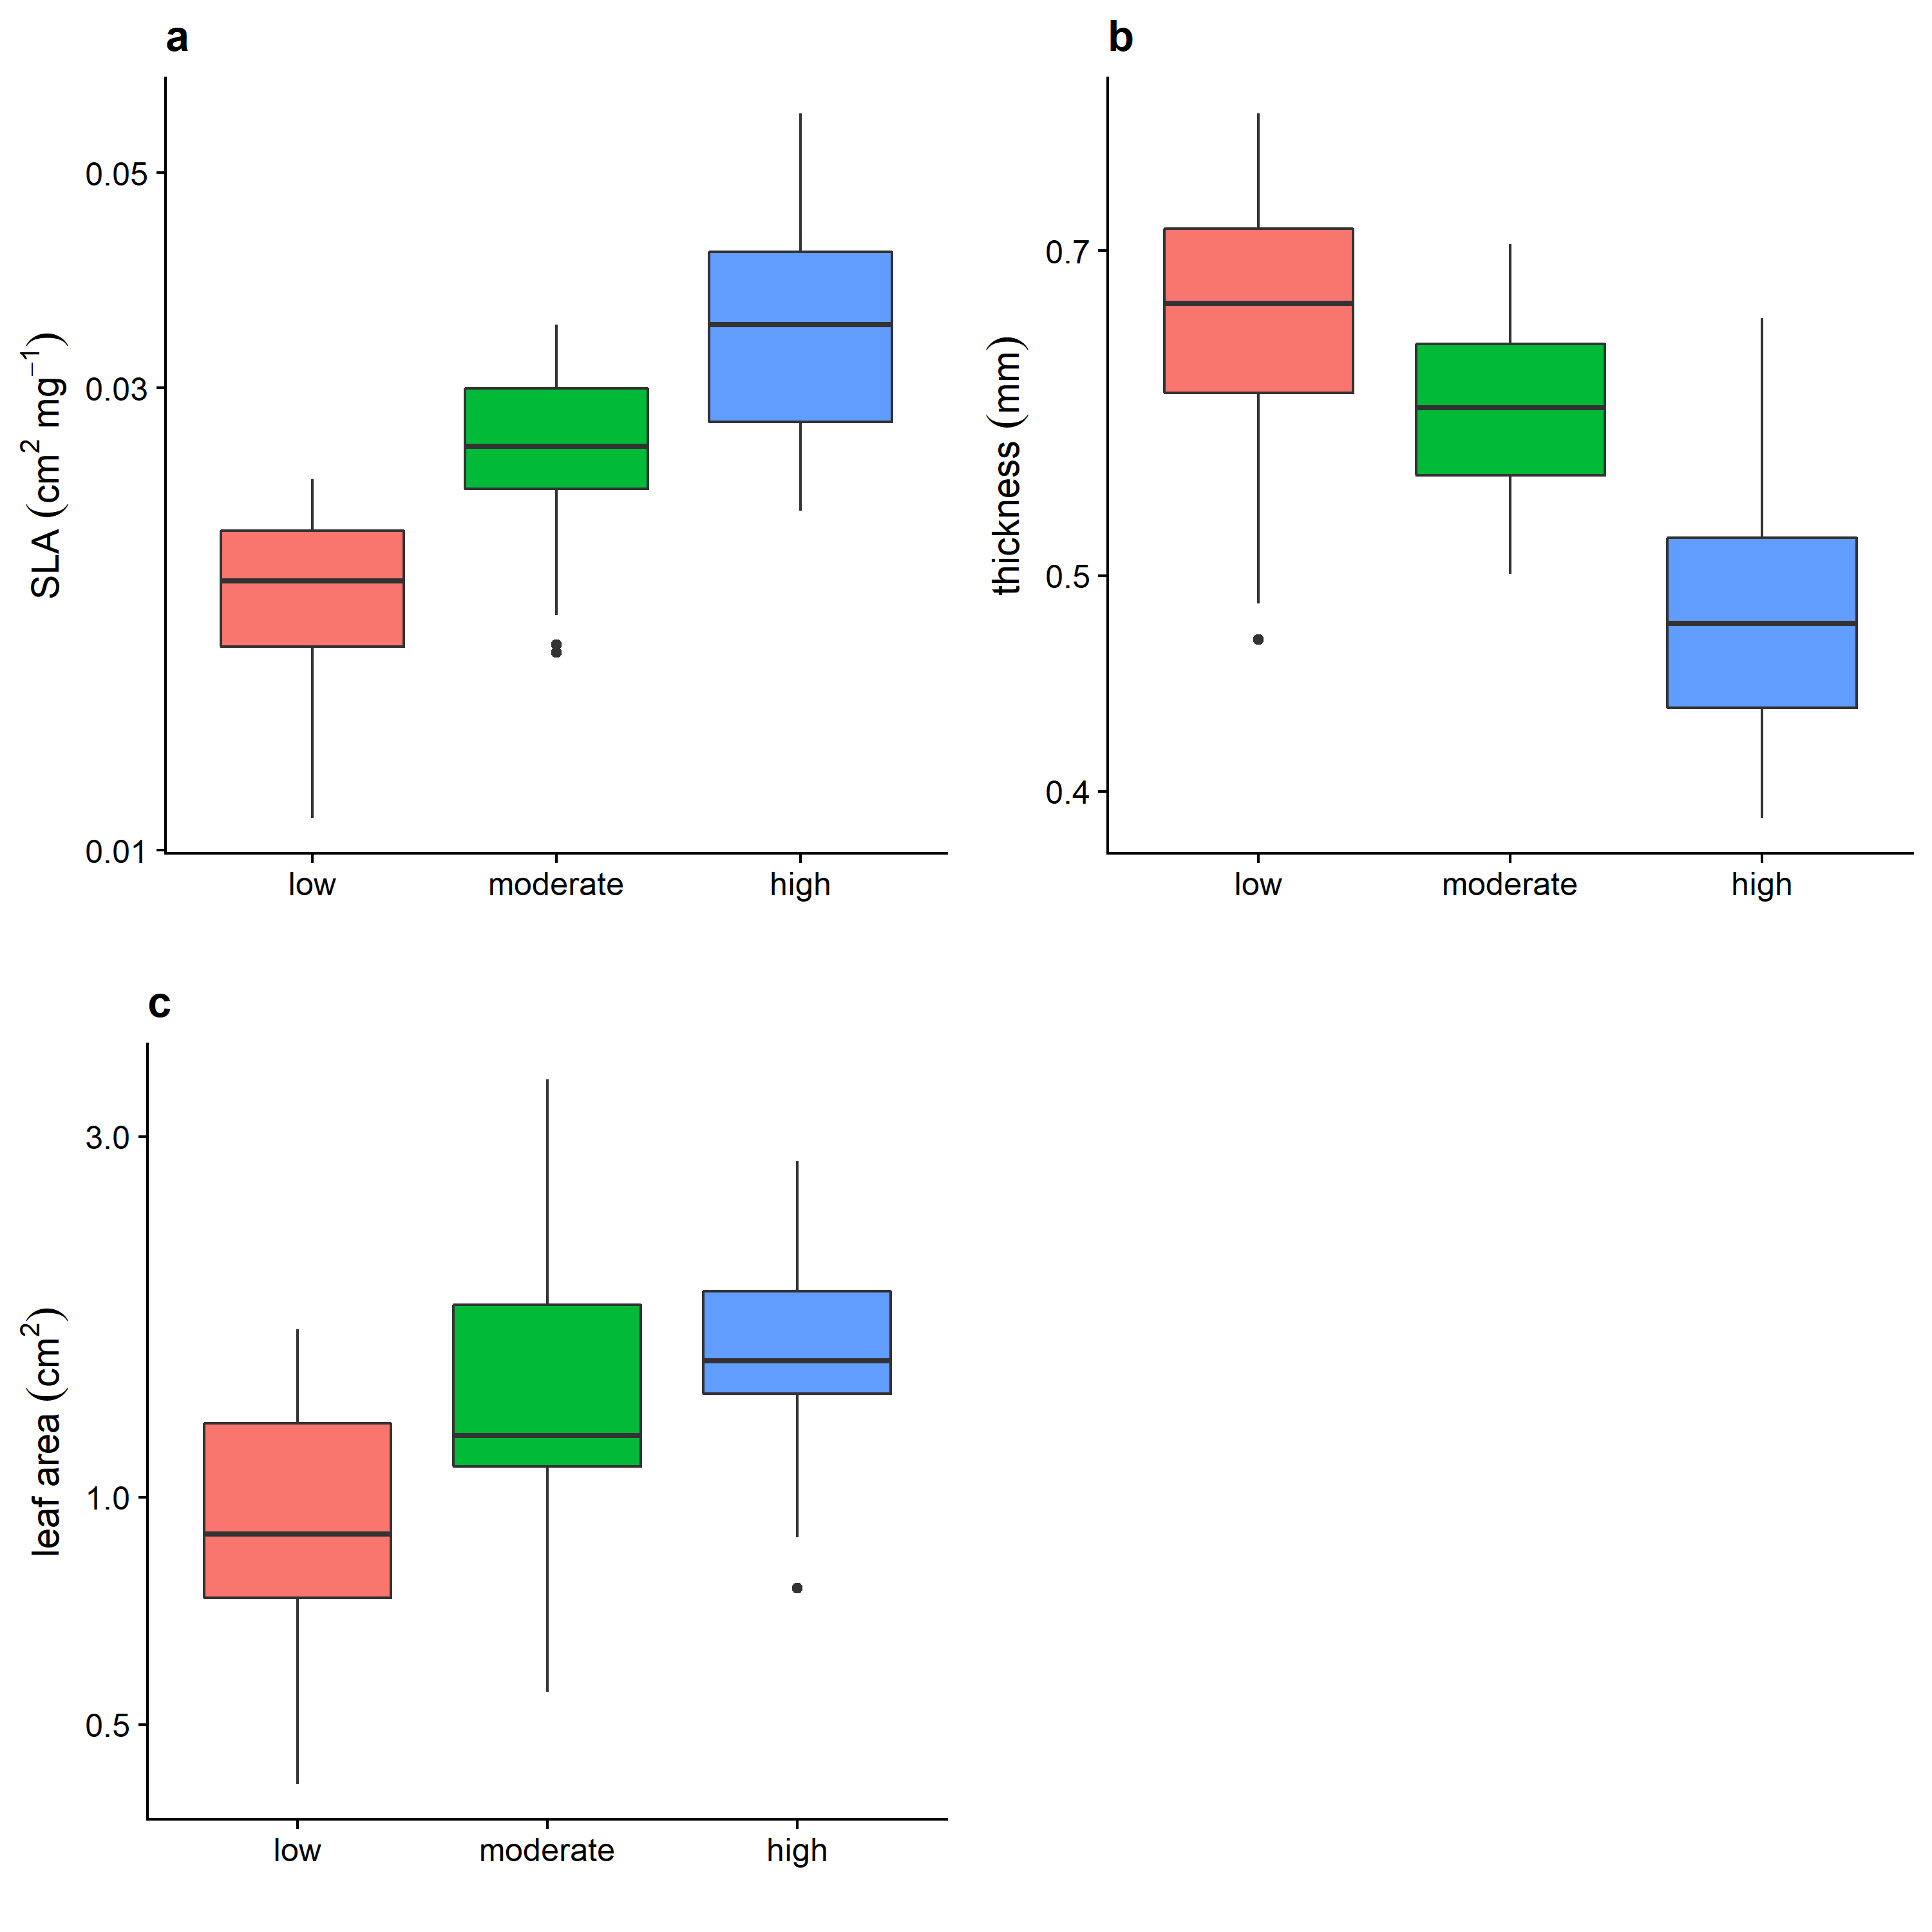 a
SLA (cm² mg⁻¹)
0.05
0.03
0.01
low moderate high
b
thickness (mm)
0.7
0.5
0.4
low moderate high
c
leaf area (cm²)
3.0
1.0
0.5
low moderate high